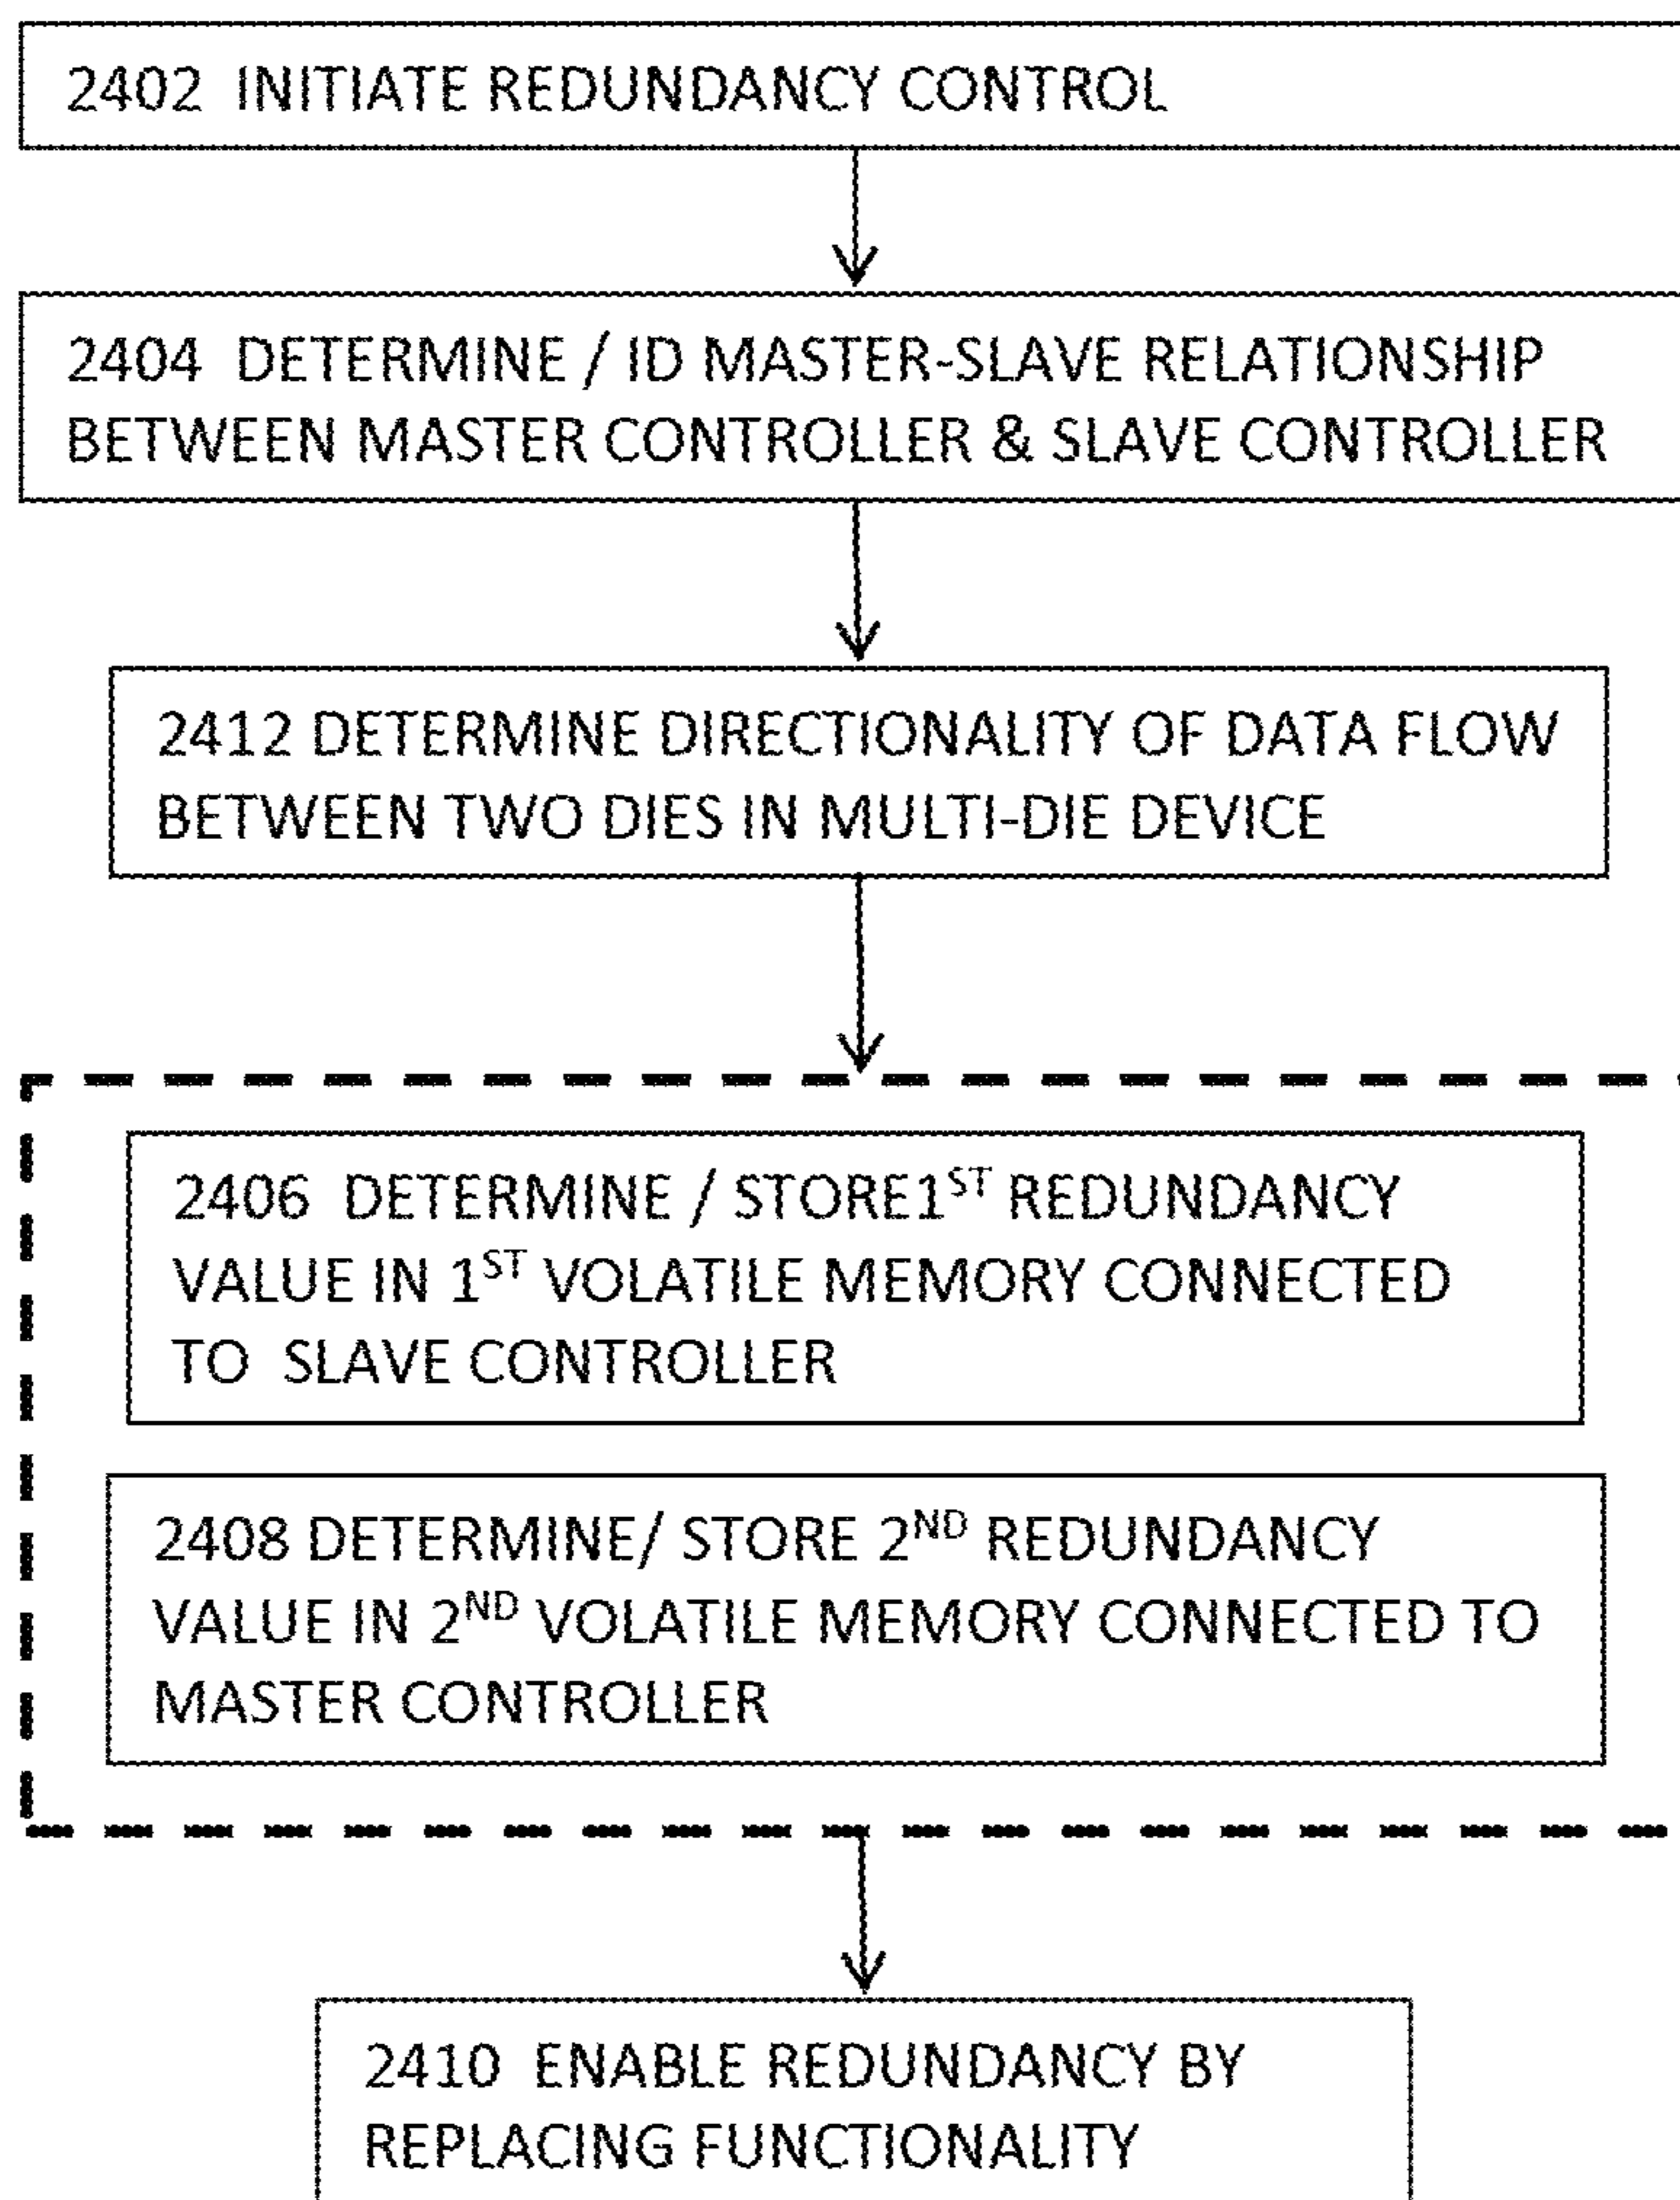 2402 INITIATE REDUNDANCY CONTROL
2404 DETERMINE / ID MASTER-SLAVE RELATIONSHIP
BETWEEN MASTER CONTROLLER & SLAVE CONTROLLER
2412 DETERMINE DIRECTIONALITY OF DATA FLOW
BETWEEN TWO DIES IN MULTI-DIE DEVICE
2406 DETERMINE / STORE1ST REDUNDANCY
VALUE IN 1ST VOLATILE MEMORY CONNECTED
TO SLAVE CONTROLLER
2408 DETERMINE/ STORE 2ND REDUNDANCY
VALUE IN 2ND VOLATILE MEMORY CONNECTED TO
MASTER CONTROLLER
2410 ENABLE REDUNDANCY BY
REPLACING FUNCTIONALITY